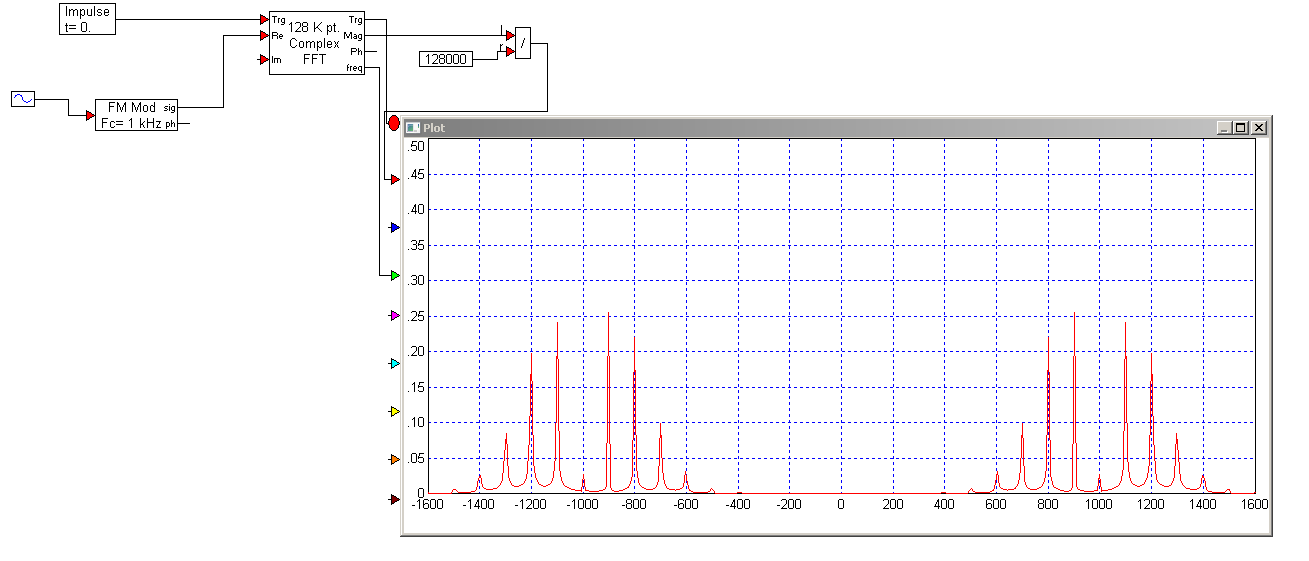 Impulse
t= 0.
Trg
Re
Im
128 K pt.
Complex
FFT
Trg
Mag
Ph
freq
l
r
/
128000
FM Mod
Fc= 1 kHz
sig
ph
Plot
.50
.45
.40
.35
.30
.25
.20
.15
.10
.05
0
-1600 -1400 -1200 -1000 -800 -600 -400 -200 0 200 400 600 800 1000 1200 1400 1600